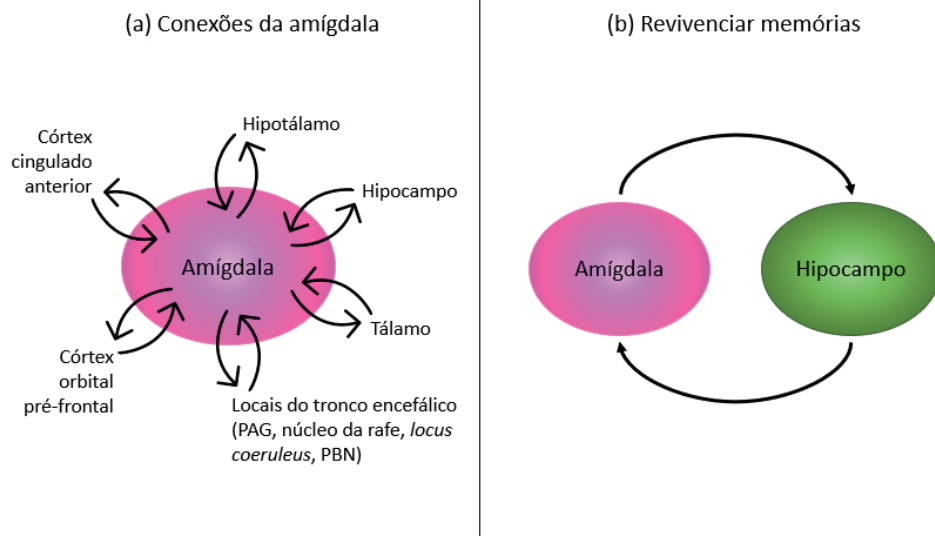 (a) Conexões da amígdala
Hipotálamo
Córtex
cingulado
anterior
Hipocampo
Amígdala
Tálamo
Córtex
orbital
pré-frontal
Locais do tronco encefálico
(PAG, núcleo da rafe, locus
coeruleus, PBN)
(b) Revivenciar memórias
Amígdala
Hipocampo